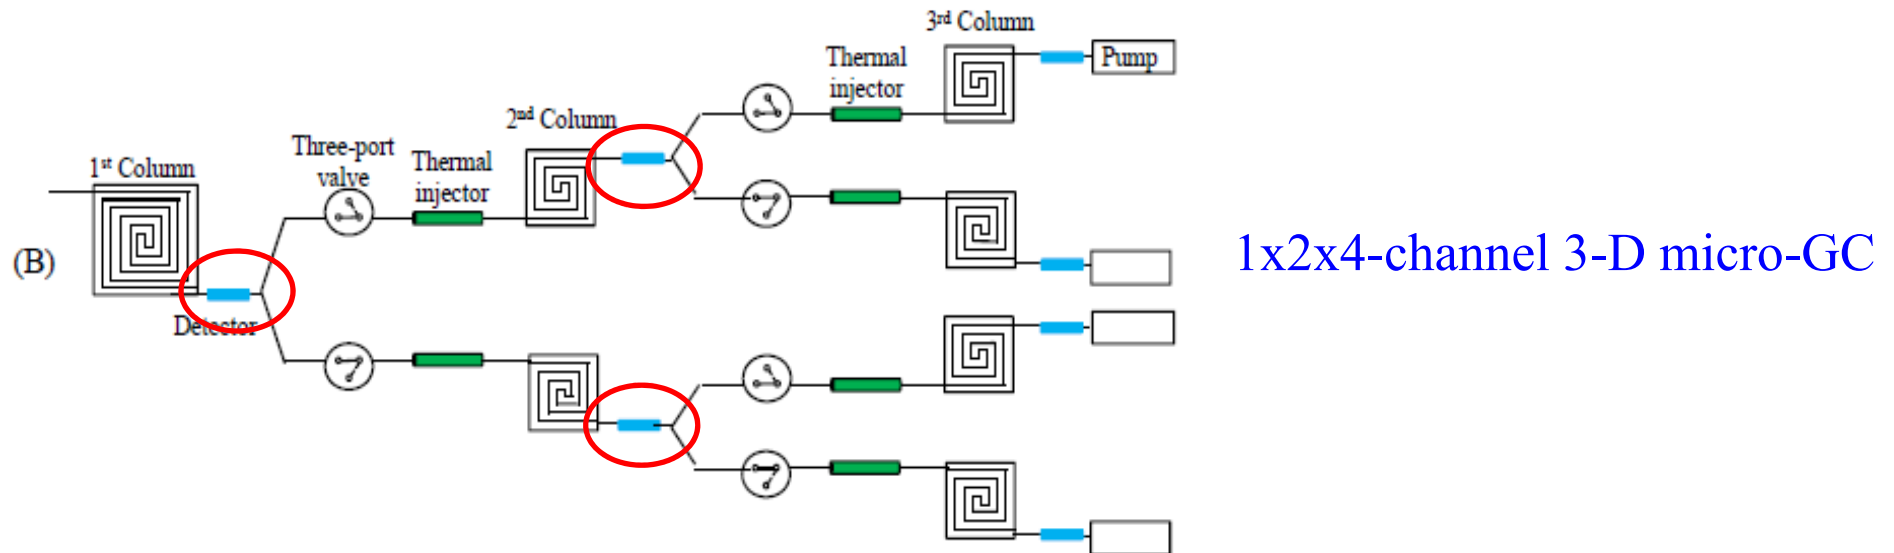 3rd Column
Pump
Thermal
injector
2nd Column
Three-port
valve
Thermal
injector
1st Column
(B)
Detector
1x2x4-channel 3-D micro-GC